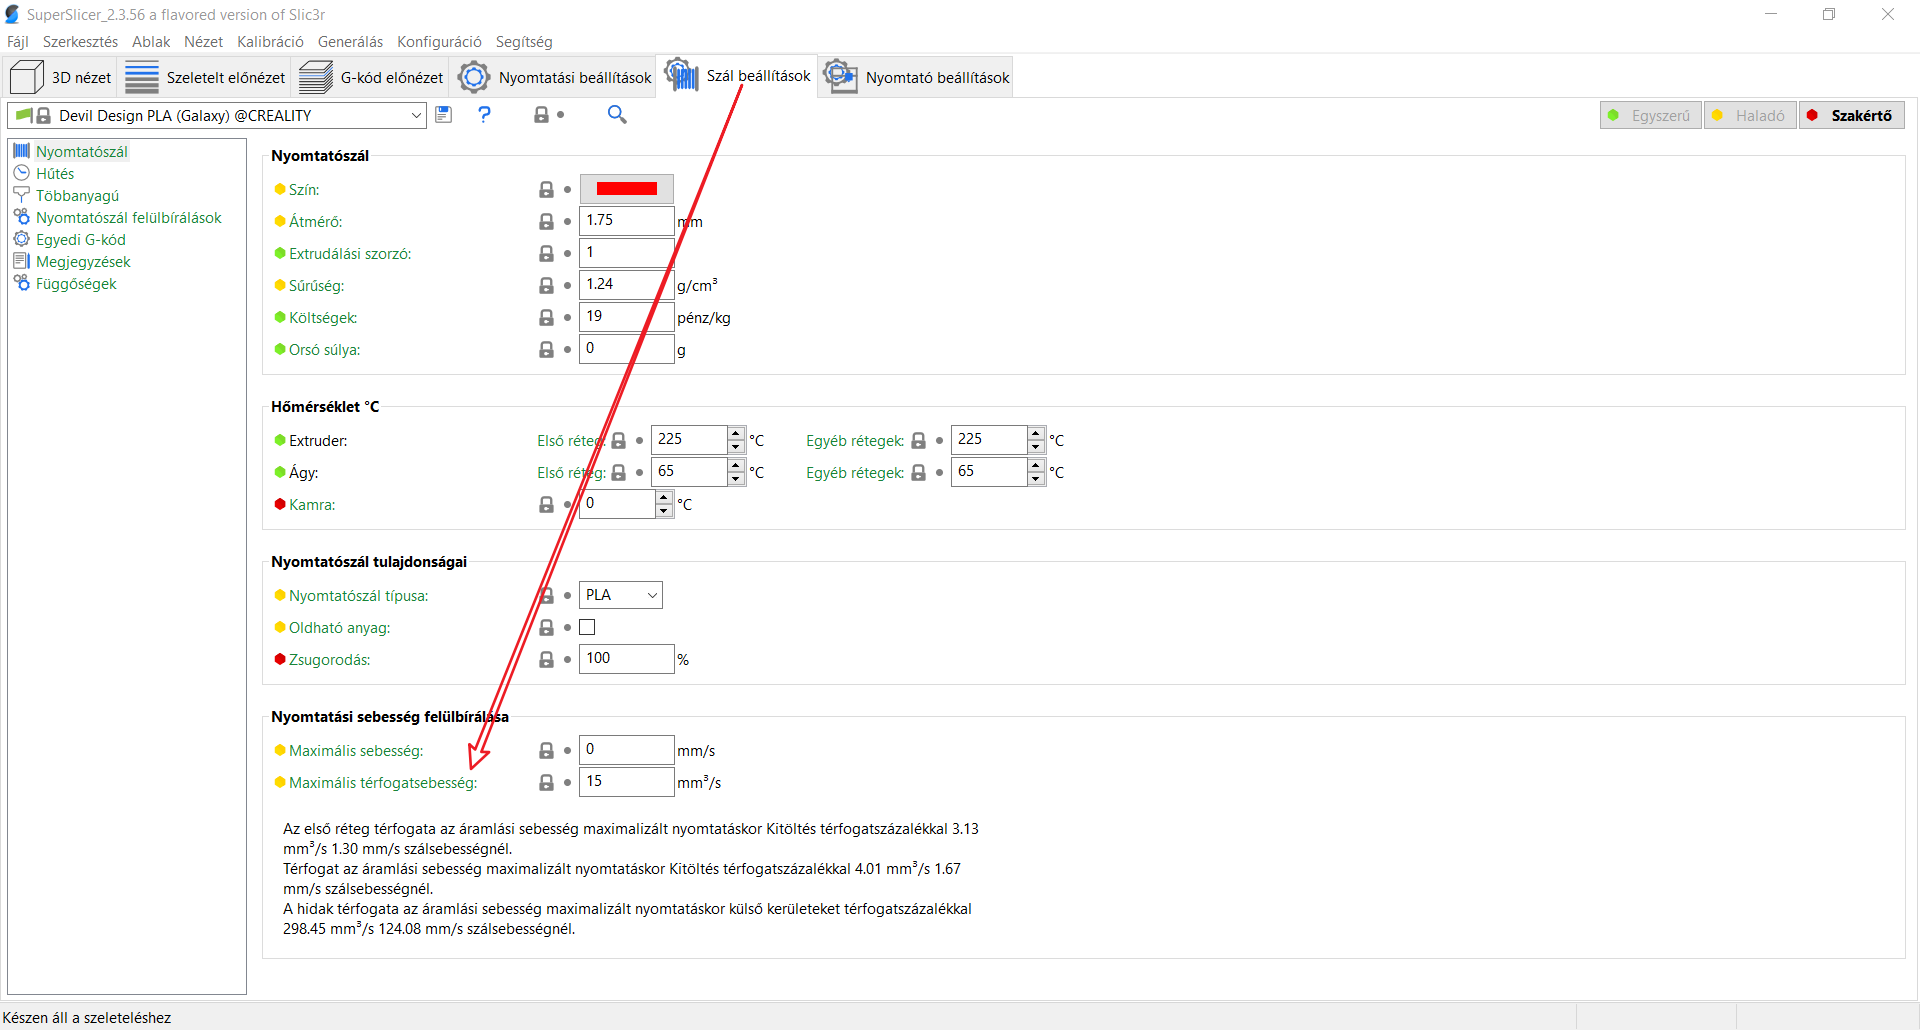 SuperSlicer_2.3.56 a flavored version of Slic3r
Fájl Szerkesztés Ablak Nézet Kalibráció Generálás Konfiguráció Segítség
3D nézet Szeletelt előnézet G-kód előnézet Nyomtatási beállítások Szál beállítások Nyomtató beállítások
Devil Design PLA (Galaxy) @CREALITY ? Egyszerű Haladó Szakértő
Nyomtatószál
Hűtés
Többanyagú
Nyomtatószál felülbírálások
Egyedi G-kód
Megjegyzések
Függőségek
Nyomtatószál
Szín:
Átmérő: 1.75 mm
Extrudálási szorzó: 1
Sűrűség: 1.24 g/cm³
Költségek: 19 pénz/kg
Orsó súlya: 0 g
Hőmérséklet °C
Extruder: Első réteg: 225 °C Egyéb rétegek: 225 °C
Ágy: Első réteg: 65 °C Egyéb rétegek: 65 °C
Kamra: 0 °C
Nyomtatószál tulajdonságai
Nyomtatószál típusa: PLA
Oldható anyag:
Zsugorodás: 100 %
Nyomtatási sebesség felülbírálása
Maximális sebesség: 0 mm/s
Maximális térfogatsebesség: 15 mm³/s
Az első réteg térfogata az áramlási sebesség maximalizált nyomtatáskor Kitöltés térfogatszázalékkal 3.13
mm³/s 1.30 mm/s szálsebességnél.
Térfogat az áramlási sebesség maximalizált nyomtatáskor Kitöltés térfogatszázalékkal 4.01 mm³/s 1.67
mm/s szálsebességnél.
A hidak térfogata az áramlási sebesség maximalizált nyomtatáskor külső kerületeket térfogatszázalékkal
298.45 mm³/s 124.08 mm/s szálsebességnél.
Készen áll a szeleteléshez